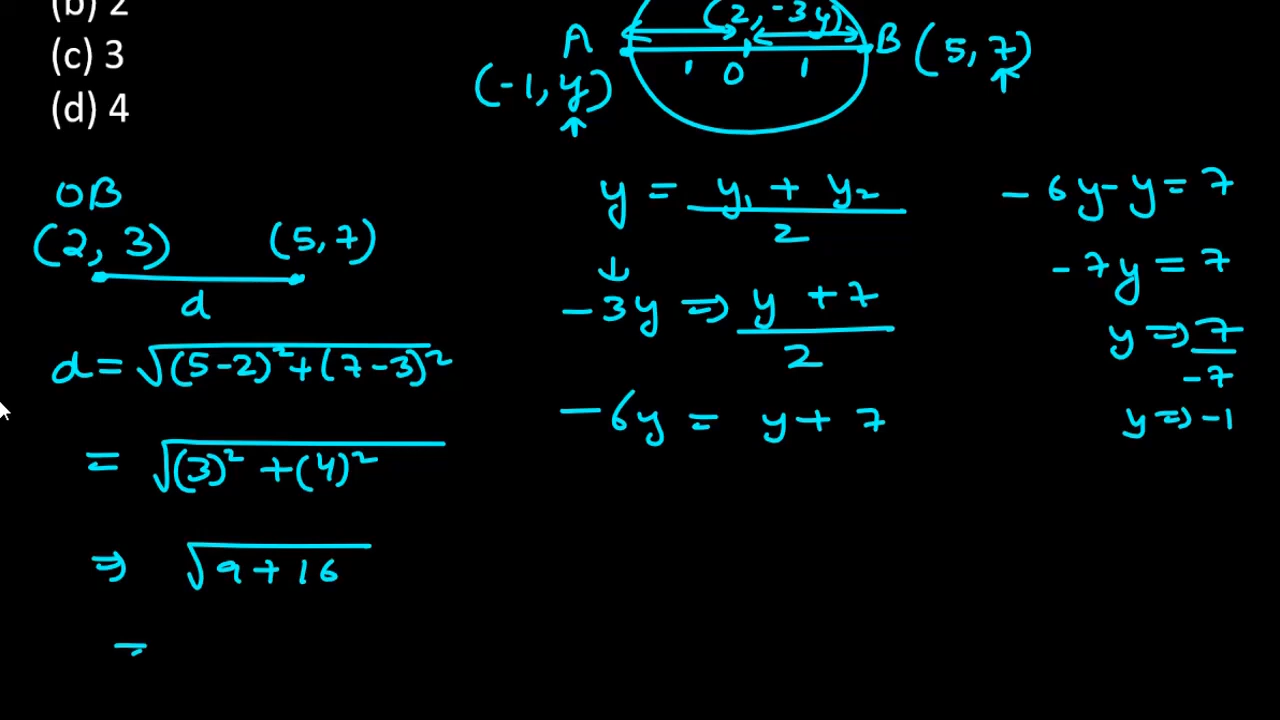 (b) 2
(c) 3
(d) 4
(2, -3y)
A
B (5, 7)
(-1, y)
1 0 1
OB
(2, 3) (5, 7)
d
d = √(5-2)²+(7-3)²
= √(3)² + (4)²
⇒ √9+16
=
y = y₁ + y₂
2
↓
-3y ⇒ y + 7
2
-6y = y + 7
-6y - y = 7
-7y = 7
y ⇒ 7
-7
y ⇒ -1